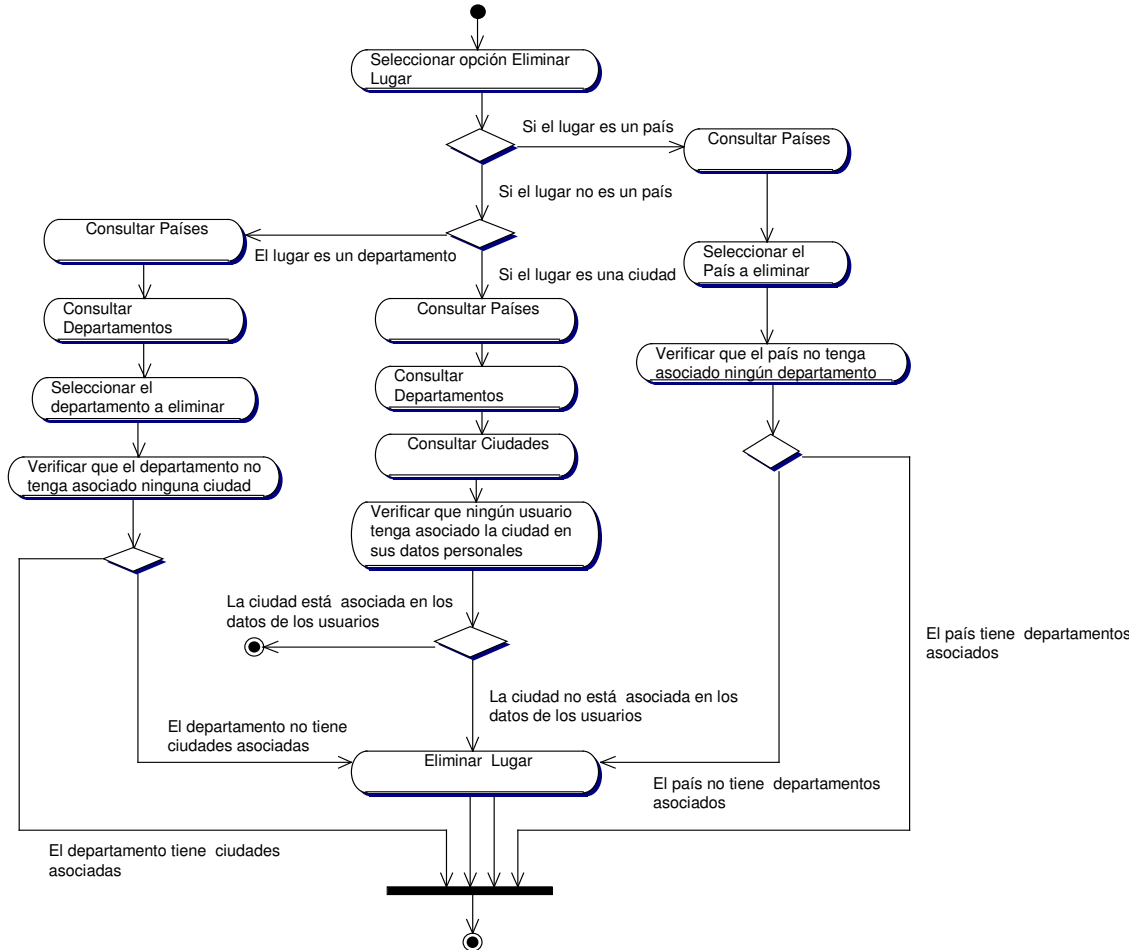 Seleccionar opción Eliminar
Lugar
Si el lugar es un país
Consultar Países
Si el lugar no es un país
Consultar Países
El lugar es un departamento
Seleccionar el
País a eliminar
Si el lugar es una ciudad
Consultar
Departamentos
Consultar Países
Verificar que el país no tenga
asociado ningún departamento
Seleccionar el
departamento a eliminar
Consultar
Departamentos
Consultar Ciudades
Verificar que el departamento no
tenga asociado ninguna ciudad
Verificar que ningún usuario
tenga asociado la ciudad en
sus datos personales
La ciudad está asociada en los
datos de los usuarios
El país tiene departamentos
asociados
La ciudad no está asociada en los
datos de los usuarios
El departamento no tiene
ciudades asociadas
Eliminar Lugar
El país no tiene departamentos
asociados
El departamento tiene ciudades
asociadas